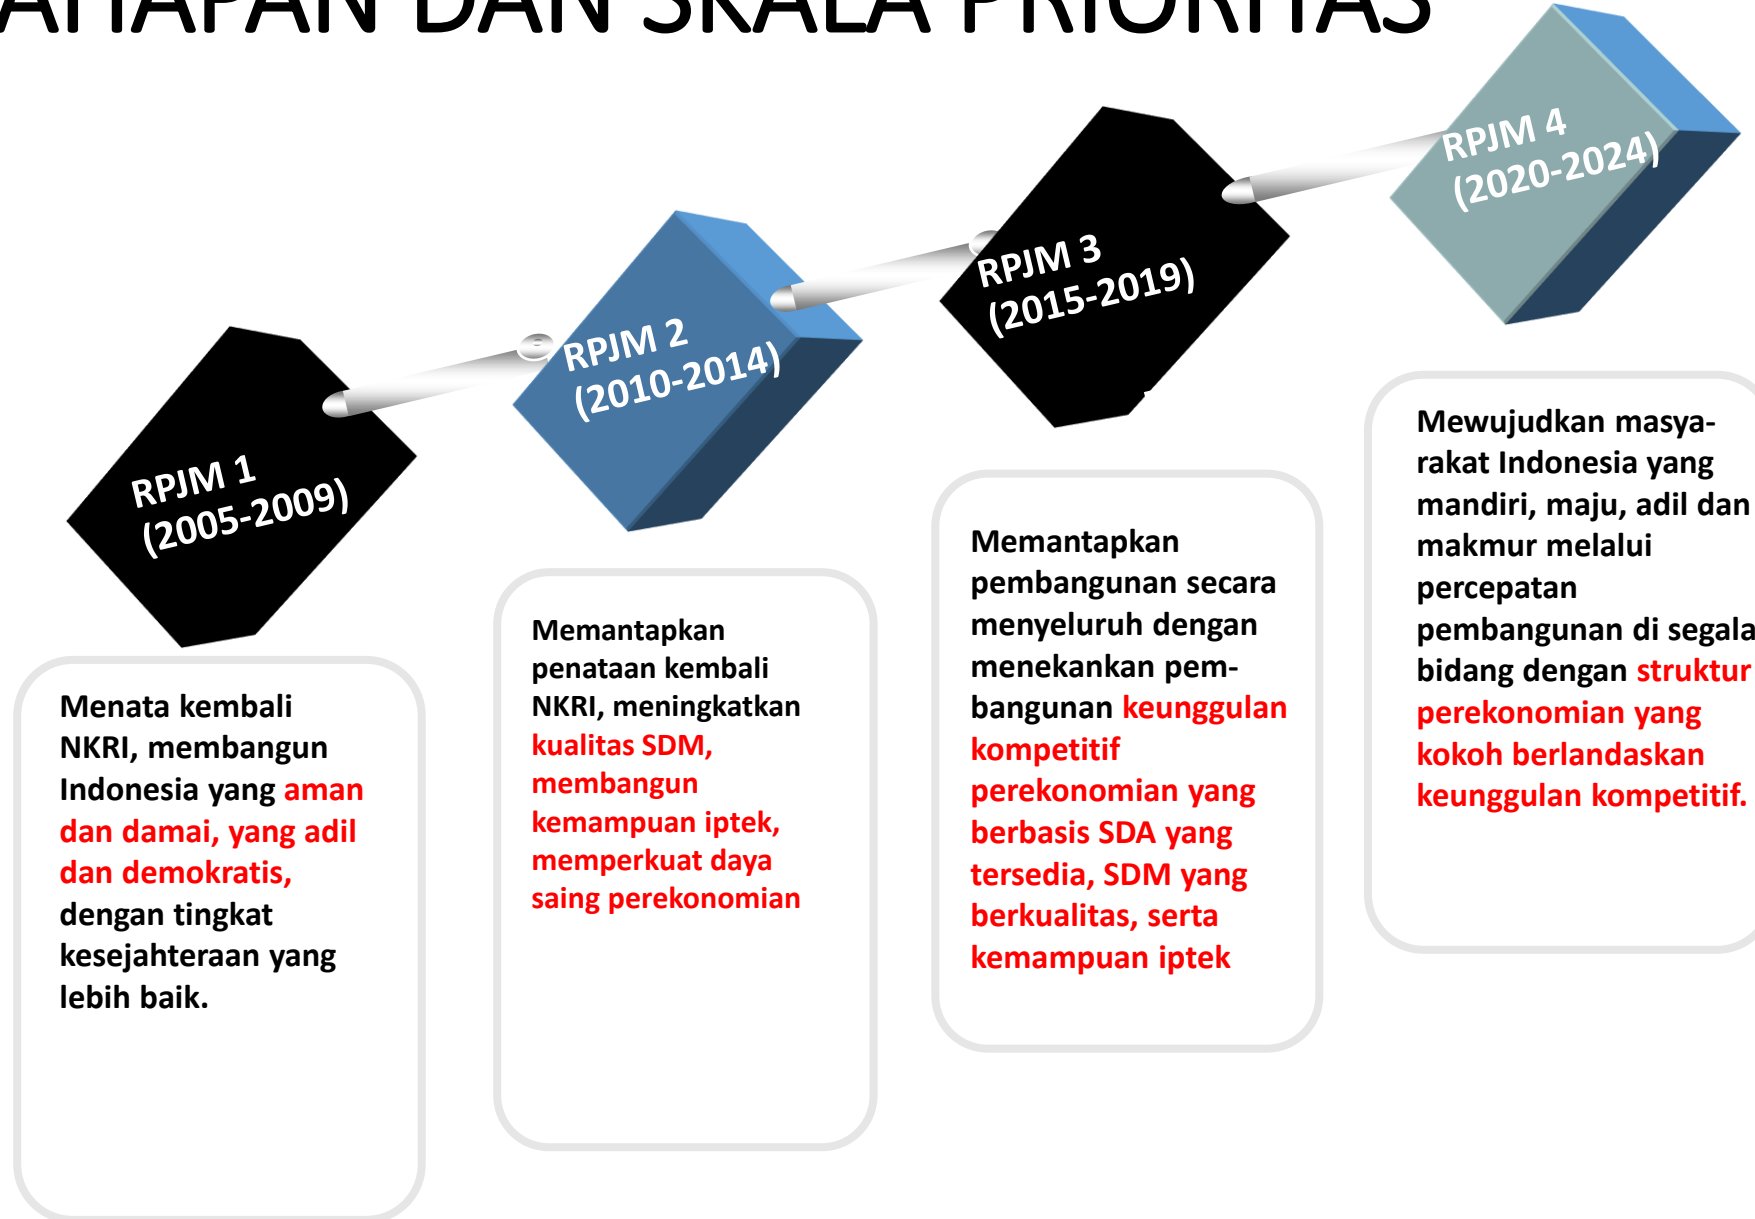 TAHAPAN DAN SKALA PRIORITAS
RPJM 1
(2005-2009)
Menata kembali
NKRI, membangun
Indonesia yang aman
dan damai, yang adil
dan demokratis,
dengan tingkat
kesejahteraan yang
lebih baik.
RPJM 2
(2010-2014)
Memantapkan
penataan kembali
NKRI, meningkatkan
kualitas SDM,
membangun
kemampuan iptek,
memperkuat daya
saing perekonomian
RPJM 3
(2015-2019)
Memantapkan
pembangunan secara
menyeluruh dengan
menekankan pem-
bangunan keunggulan
kompetitif
perekonomian yang
berbasis SDA yang
tersedia, SDM yang
berkualitas, serta
kemampuan iptek
RPJM 4
(2020-2024)
Mewujudkan masya-
rakat Indonesia yang
mandiri, maju, adil dan
makmur melalui
percepatan
pembangunan di segala
bidang dengan struktur
perekonomian yang
kokoh berlandaskan
keunggulan kompetitif.